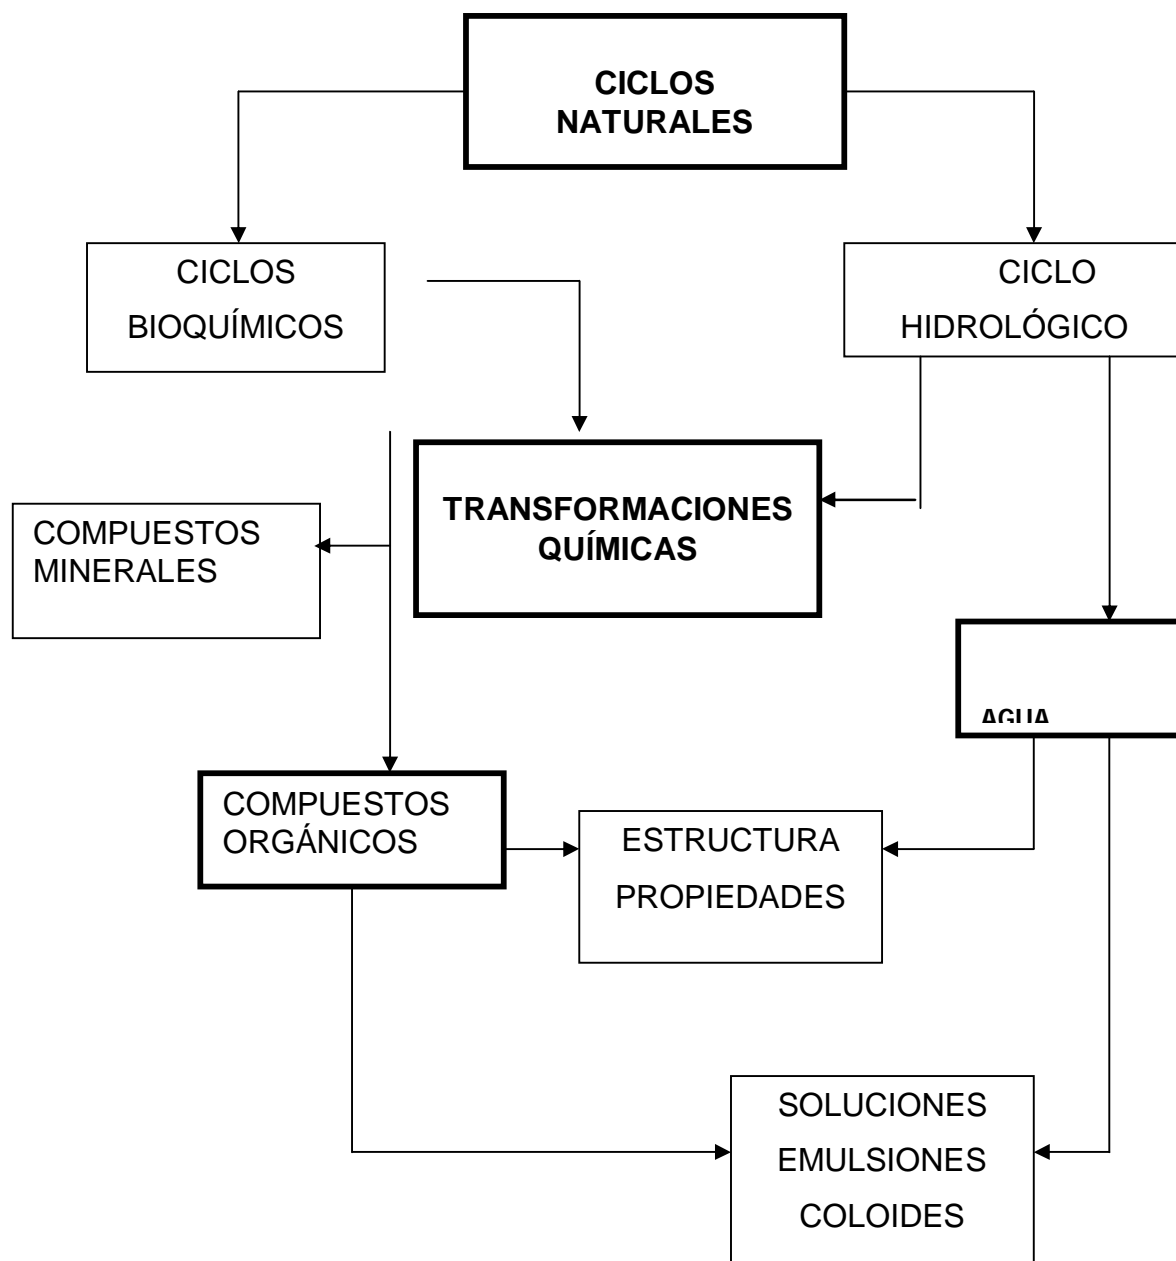 CICLOS
NATURALES
CICLOS
BIOQUÍMICOS
CICLO
HIDROLÓGICO
TRANSFORMACIONES
QUÍMICAS
COMPUESTOS
MINERALES
AGUA
COMPUESTOS
ORGÁNICOS
ESTRUCTURA
PROPIEDADES
SOLUCIONES
EMULSIONES
COLOIDES